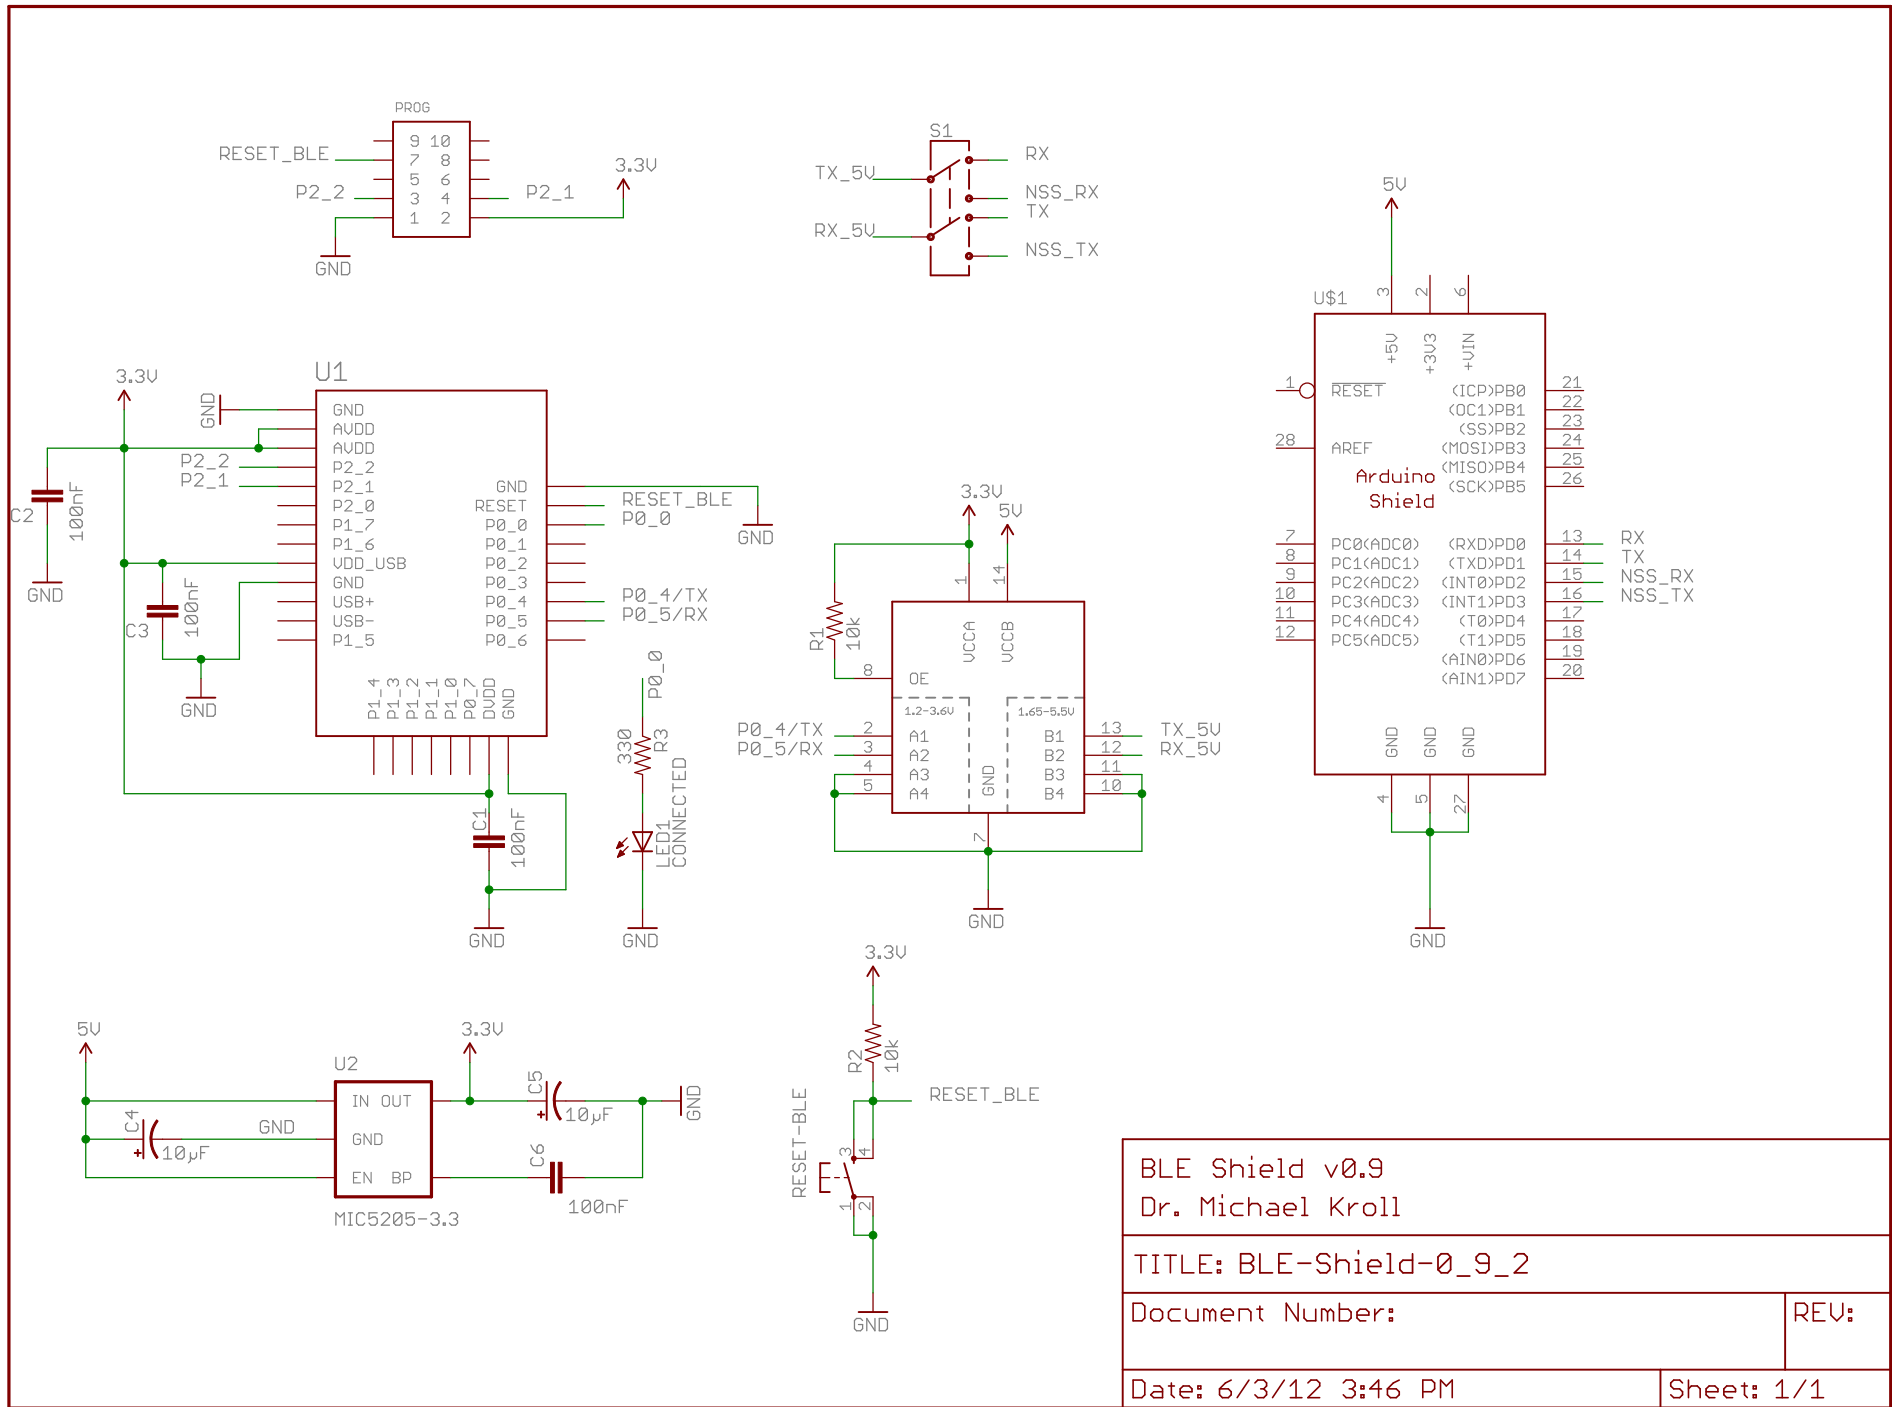 PROG
9 10
7 8
5 6
3 4
1 2
RESET_BLE
P2_2
P2_1
3.3V
GND
S1
TX_5V
RX_5V
RX
NSS_RX
TX
NSS_TX
5V
U$1
3
2
6
+5V
+3V3
+VIN
1
RESET
28
AREF
Arduino
Shield
7 PC0(ADC0)
8 PC1(ADC1)
9 PC2(ADC2)
10 PC3(ADC3)
11 PC4(ADC4)
12 PC5(ADC5)
(ICP)PB0 21
(OC1)PB1 22
(SS)PB2 23
(MOSI)PB3 24
(MISO)PB4 25
(SCK)PB5 26
(RXD)PD0 13 RX
(TXD)PD1 14 TX
(INT0)PD2 15 NSS_RX
(INT1)PD3 16 NSS_TX
(T0)PD4 17
(T1)PD5 18
(AIN0)PD6 19
(AIN1)PD7 20
GND
GND
GND
4
5
27
GND
3.3V
U1
GND
GND
AVDD
AVDD
P2_2
P2_2
P2_1
P2_1
P2_0
P1_7
P1_6
VDD_USB
GND
USB+
USB-
P1_5
GND
RESET
RESET_BLE
P0_0
P0_0
P0_1
P0_2
P0_3
P0_4
P0_4/TX
P0_5
P0_5/RX
P0_6
GND
P1_4
P1_3
P1_2
P1_1
P1_0
P0_7
DVDD
GND
C2
100nF
GND
C3
100nF
GND
C1
100nF
GND
P0_0
330
R3
LED1
CONNECTED
GND
3.3V
5V
1
14
R1
10k
VCCA
VCCB
8
OE
1.2-3.6V
1.65-5.5V
P0_4/TX 2 A1
P0_5/RX 3 A2
4 A3
5 A4
B1 13 TX_5V
B2 12 RX_5V
B3 11
B4 10
GND
7
GND
5V
3.3V
U2
IN OUT
GND
EN BP
MIC5205-3.3
C4
+
10µF
GND
C5
+
10µF
GND
C6
100nF
3.3V
R2
10k
RESET_BLE
RESET-BLE
3
4
1
2
GND
BLE Shield v0.9
Dr. Michael Kroll
TITLE: BLE-Shield-0_9_2
Document Number:
REV:
Date: 6/3/12 3:46 PM
Sheet: 1/1